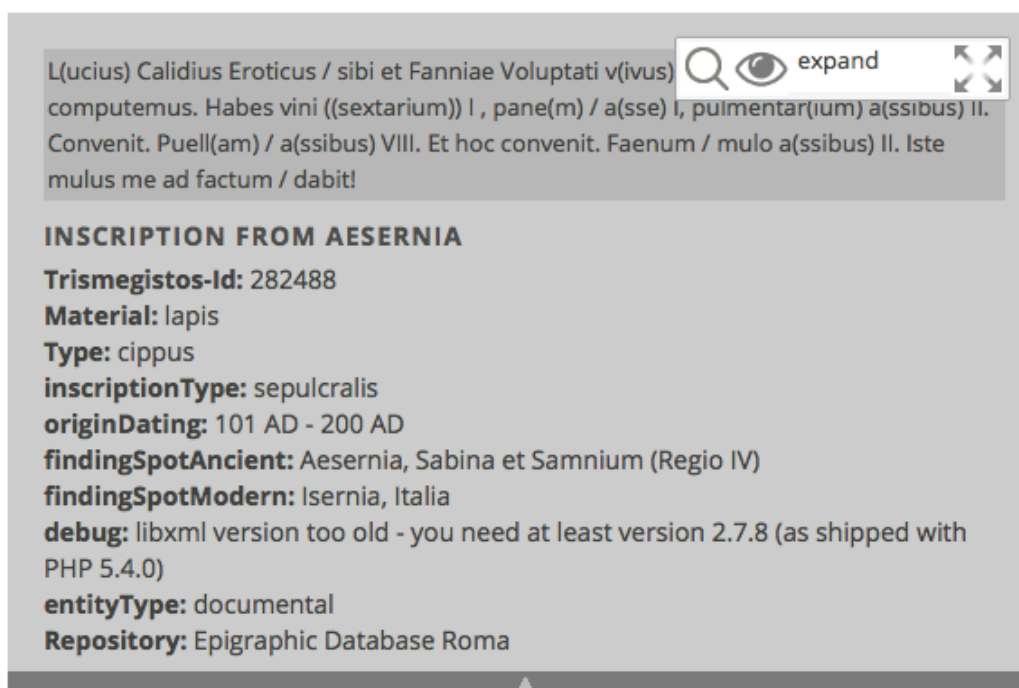 L(ucius) Calidius Eroticus / sibi et Fanniae Voluptati v(ivus)
expand
computemus. Habes vini ((sextarium)) I , pane(m) / a(sse) I, pulmentar(ium) a(ssibus) II.
Convenit. Puell(am) / a(ssibus) VIII. Et hoc convenit. Faenum / mulo a(ssibus) II. Iste
mulus me ad factum / dabit!
INSCRIPTION FROM AESERNIA
Trismegistos-Id: 282488
Material: lapis
Type: cippus
inscriptionType: sepulcralis
originDating: 101 AD - 200 AD
findingSpotAncient: Aesernia, Sabina et Samnium (Regio IV)
findingSpotModern: Isernia, Italia
debug: libxml version too old - you need at least version 2.7.8 (as shipped with
PHP 5.4.0)
entityType: documental
Repository: Epigraphic Database Roma